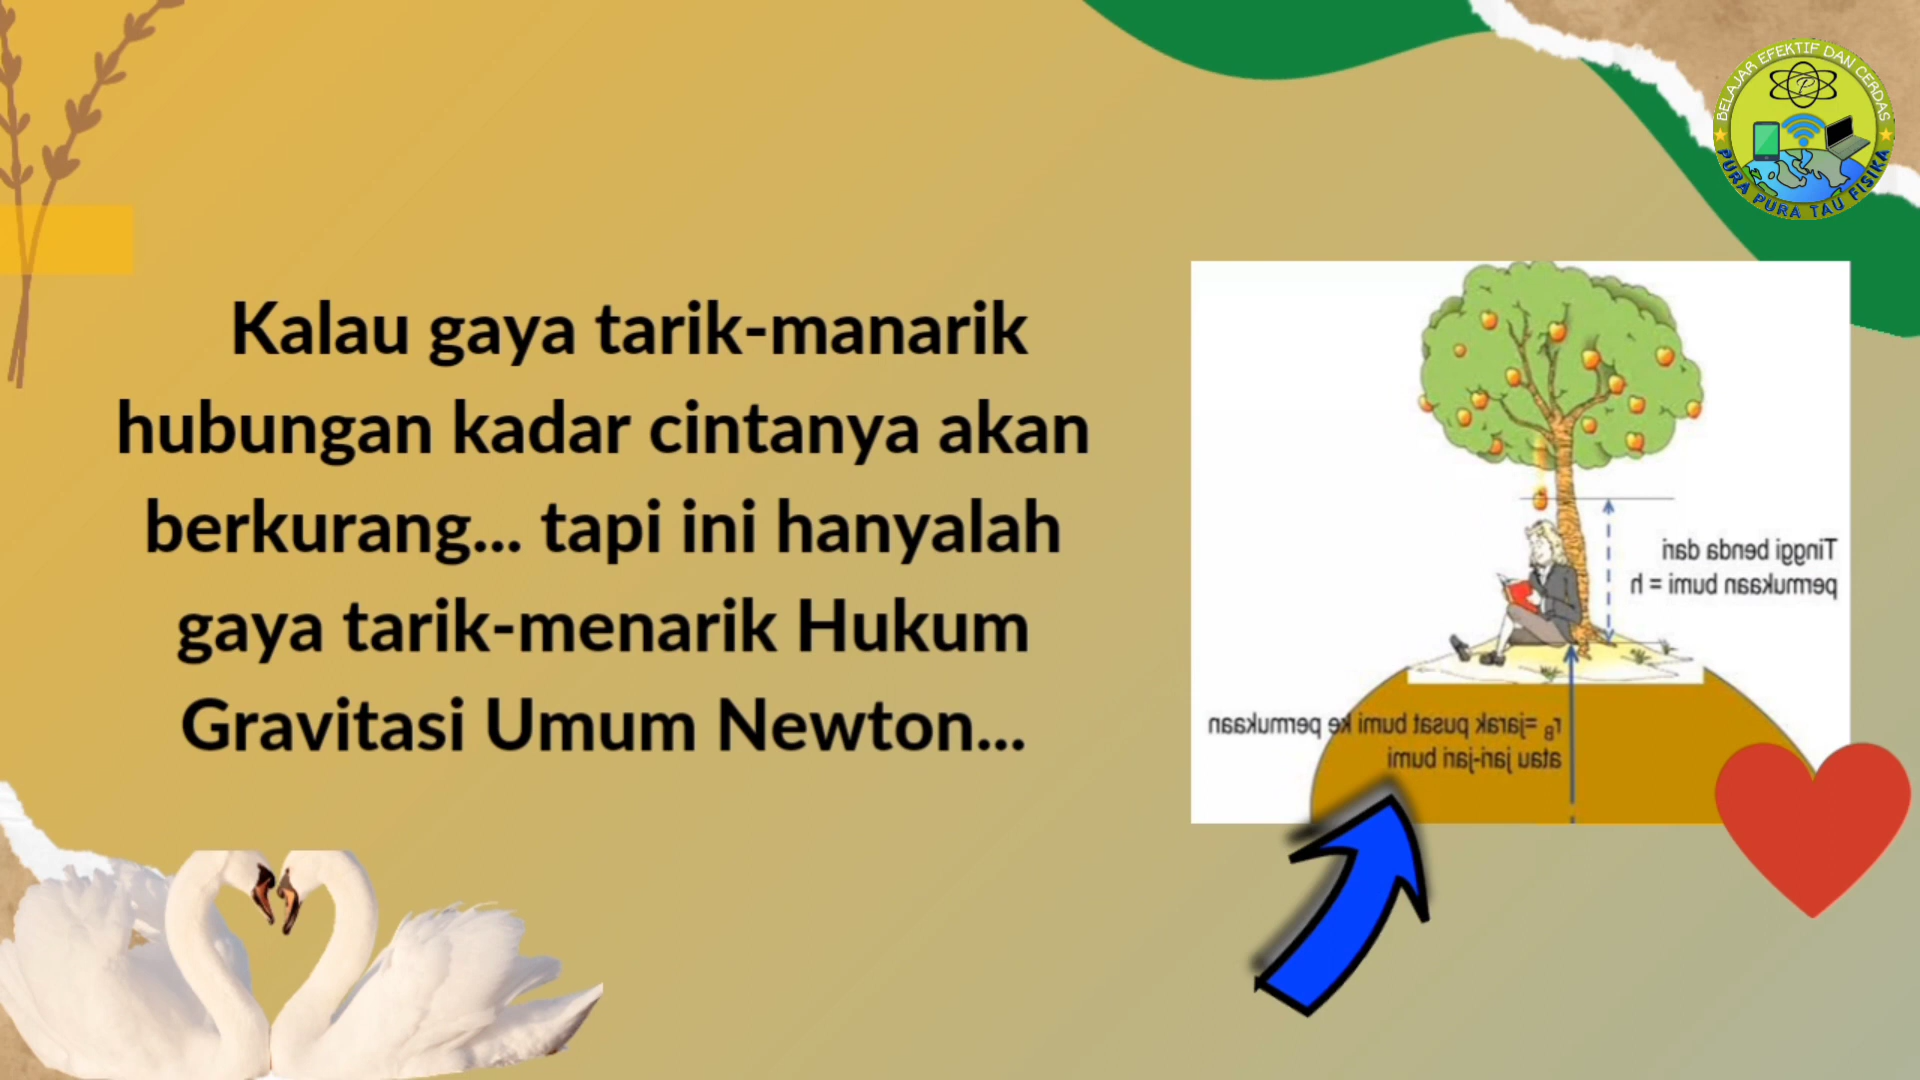 BELAJAR EFEKTIF DAN CERDAS
PURA PURA TAU FISIKA
Kalau gaya tarik-manarik
hubungan kadar cintanya akan
berkurang... tapi ini hanyalah
gaya tarik-menarik Hukum
Gravitasi Umum Newton...
Tinggi benda dari
permukaan bumi = h
r_B =jarak pusat bumi ke permukaan
atau jari-jari bumi